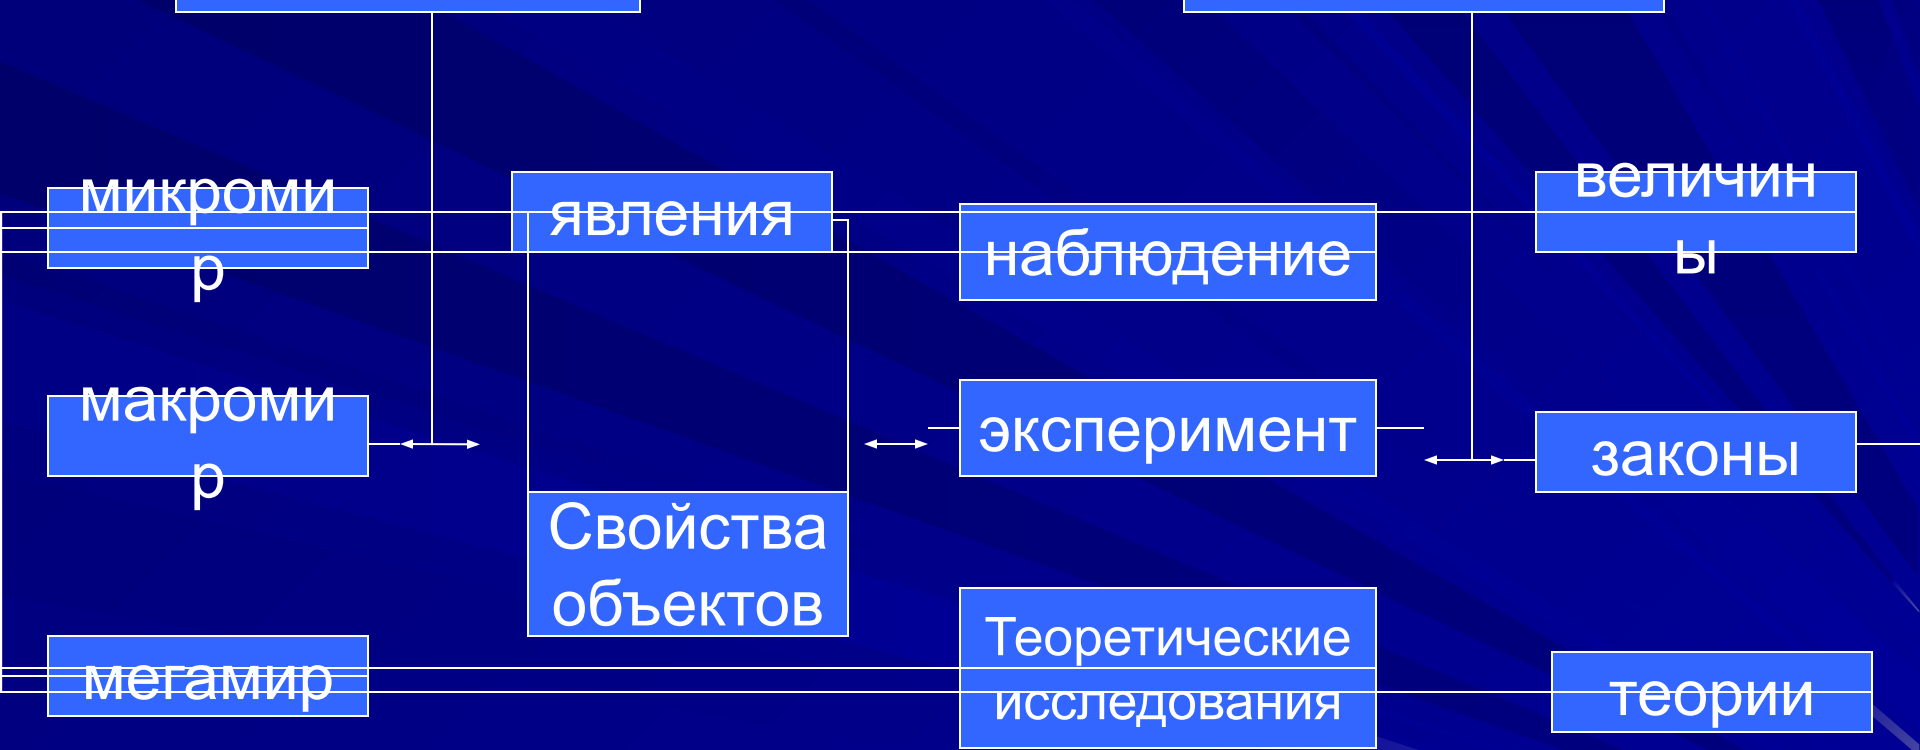 микроми
р
макроми
р
мегамир
явления
Свойства
объектов
наблюдение
эксперимент
Теоретические
исследования
величин
ы
законы
теории